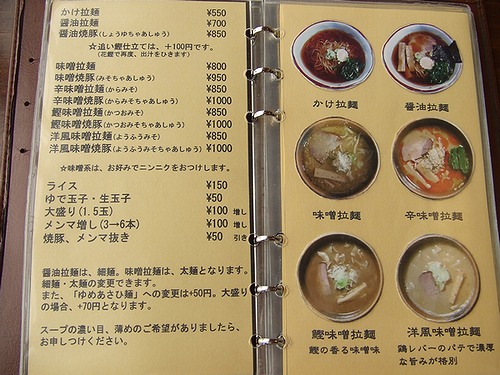 かけ拉麺 ¥550
醤油拉麺 ¥700
醤油焼豚(しょうゆちゃあしゅう) ¥850
☆追い鰹仕立ては、+100円です。
(花鰹で再度、出汁をひきます)
味噌拉麺 ¥800
味噌焼豚(みそちゃあしゅう) ¥950
辛味噌拉麺(からみそ) ¥850
辛味噌焼豚(からみそちゃあしゅう) ¥1000
鰹味噌拉麺(かつおみそ) ¥850
鰹味噌焼豚(かつおみそちゃあしゅう) ¥1000
洋風味噌拉麺(ようふうみそ) ¥850
洋風味噌焼豚(ようふうみそちゃあしゅう) ¥1000
☆味噌系は、お好みでニンニクをおつけします。
ライス ¥150
ゆで玉子・生玉子 ¥50
大盛り(1.5玉) ¥100 増し
メンマ増し(3→6本) ¥100 増し
焼豚、メンマ抜き ¥50 引き
醤油拉麺は、細麺。味噌拉麺は、太麺となります。
細麺・太麺の変更できます。
また、「ゆめあさひ麺」への変更は+50円。大盛り
の場合、+70円となります。
スープの濃い目、薄めのご希望がありましたら、
お申しつけください。
かけ拉麺 醤油拉麺
味噌拉麺 辛味噌拉麺
鰹味噌拉麺 洋風味噌拉麺
鰹の香る味噌味 鶏レバーのパテで濃厚
な旨みが格別